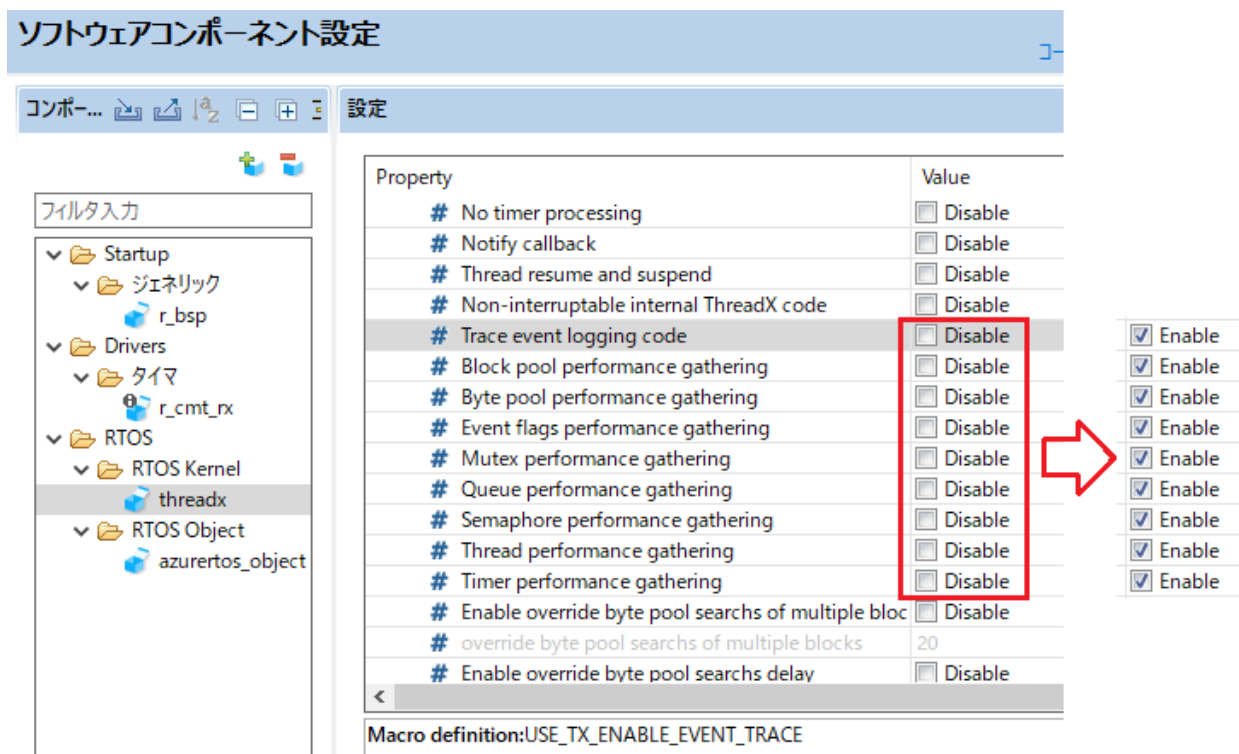 ソフトウェアコンポーネント設定
コー
コンポー...
設定
フィルタ入力
Startup
ジェネリック
r_bsp
Drivers
タイマ
r_cmt_rx
RTOS
RTOS Kernel
threadx
RTOS Object
azurertos_object
Property Value
# No timer processing Disable
# Notify callback Disable
# Thread resume and suspend Disable
# Non-interruptable internal ThreadX code Disable
# Trace event logging code Disable Enable
# Block pool performance gathering Disable Enable
# Byte pool performance gathering Disable Enable
# Event flags performance gathering Disable Enable
# Mutex performance gathering Disable Enable
# Queue performance gathering Disable Enable
# Semaphore performance gathering Disable Enable
# Thread performance gathering Disable Enable
# Timer performance gathering Disable Enable
# Enable override byte pool searchs of multiple bloc Disable
# override byte pool searchs of multiple blocks 20
# Enable override byte pool searchs delay Disable
Macro definition:USE_TX_ENABLE_EVENT_TRACE